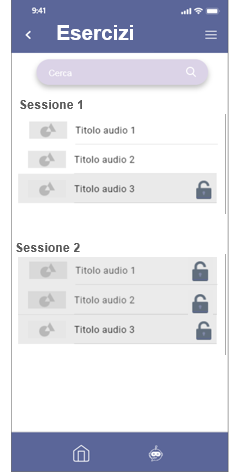 9:41
Esercizi
Cerca
Sessione 1
Titolo audio 1
Titolo audio 2
Titolo audio 3
Sessione 2
Titolo audio 1
Titolo audio 2
Titolo audio 3